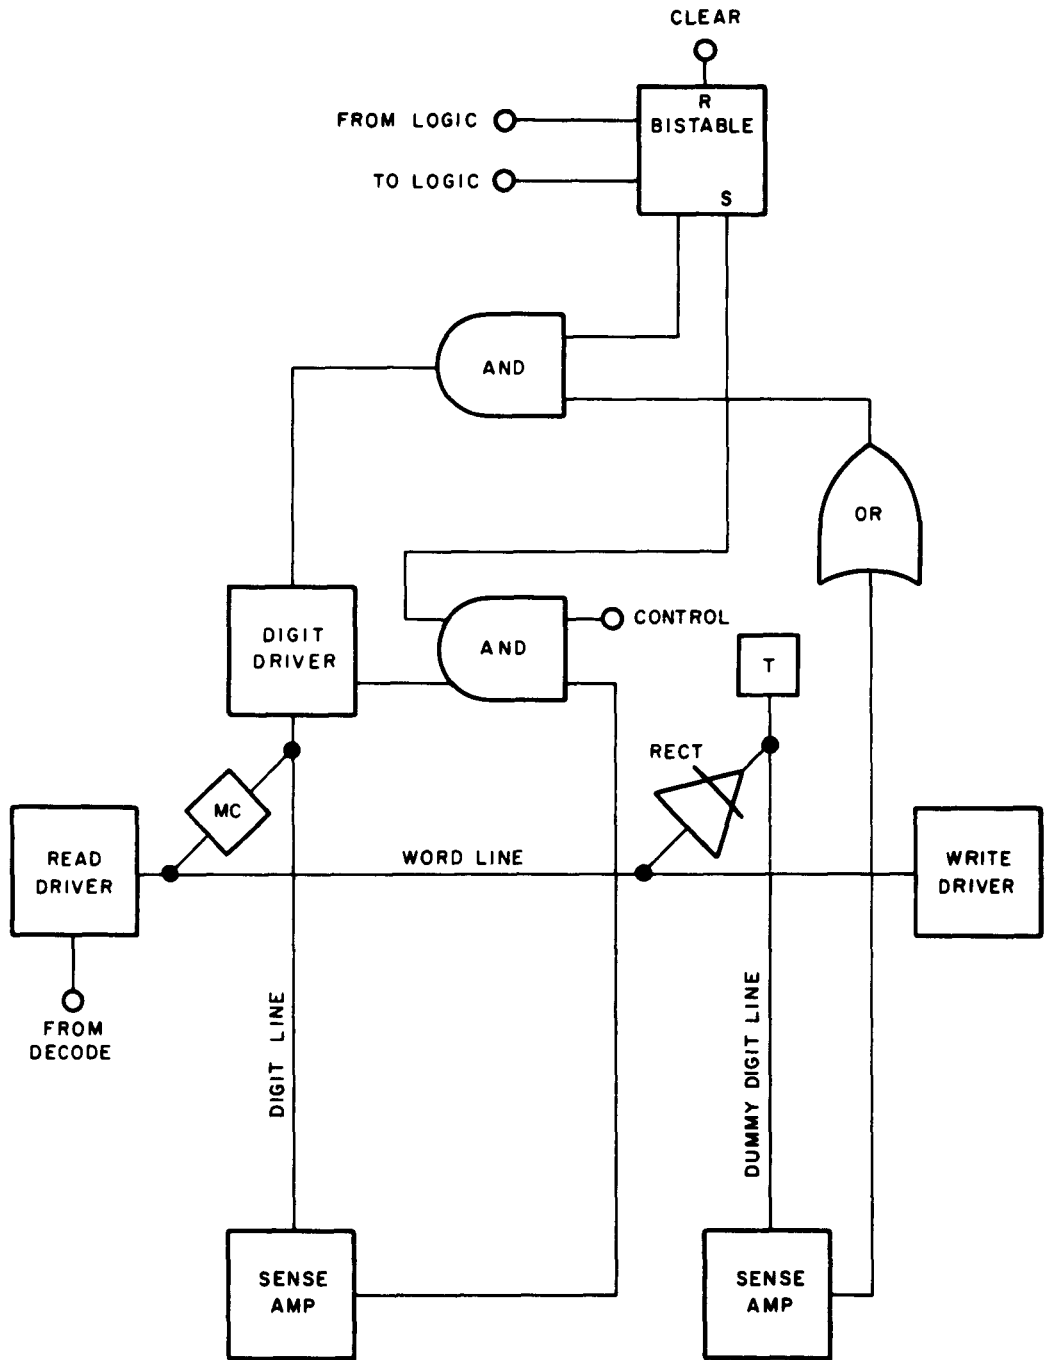 CLEAR
R
BISTABLE
FROM LOGIC
TO LOGIC
S
AND
OR
DIGIT
DRIVER
AND
CONTROL
T
RECT
MC
READ
DRIVER
WORD LINE
WRITE
DRIVER
FROM
DECODE
DIGIT LINE
DUMMY DIGIT LINE
SENSE
AMP
SENSE
AMP